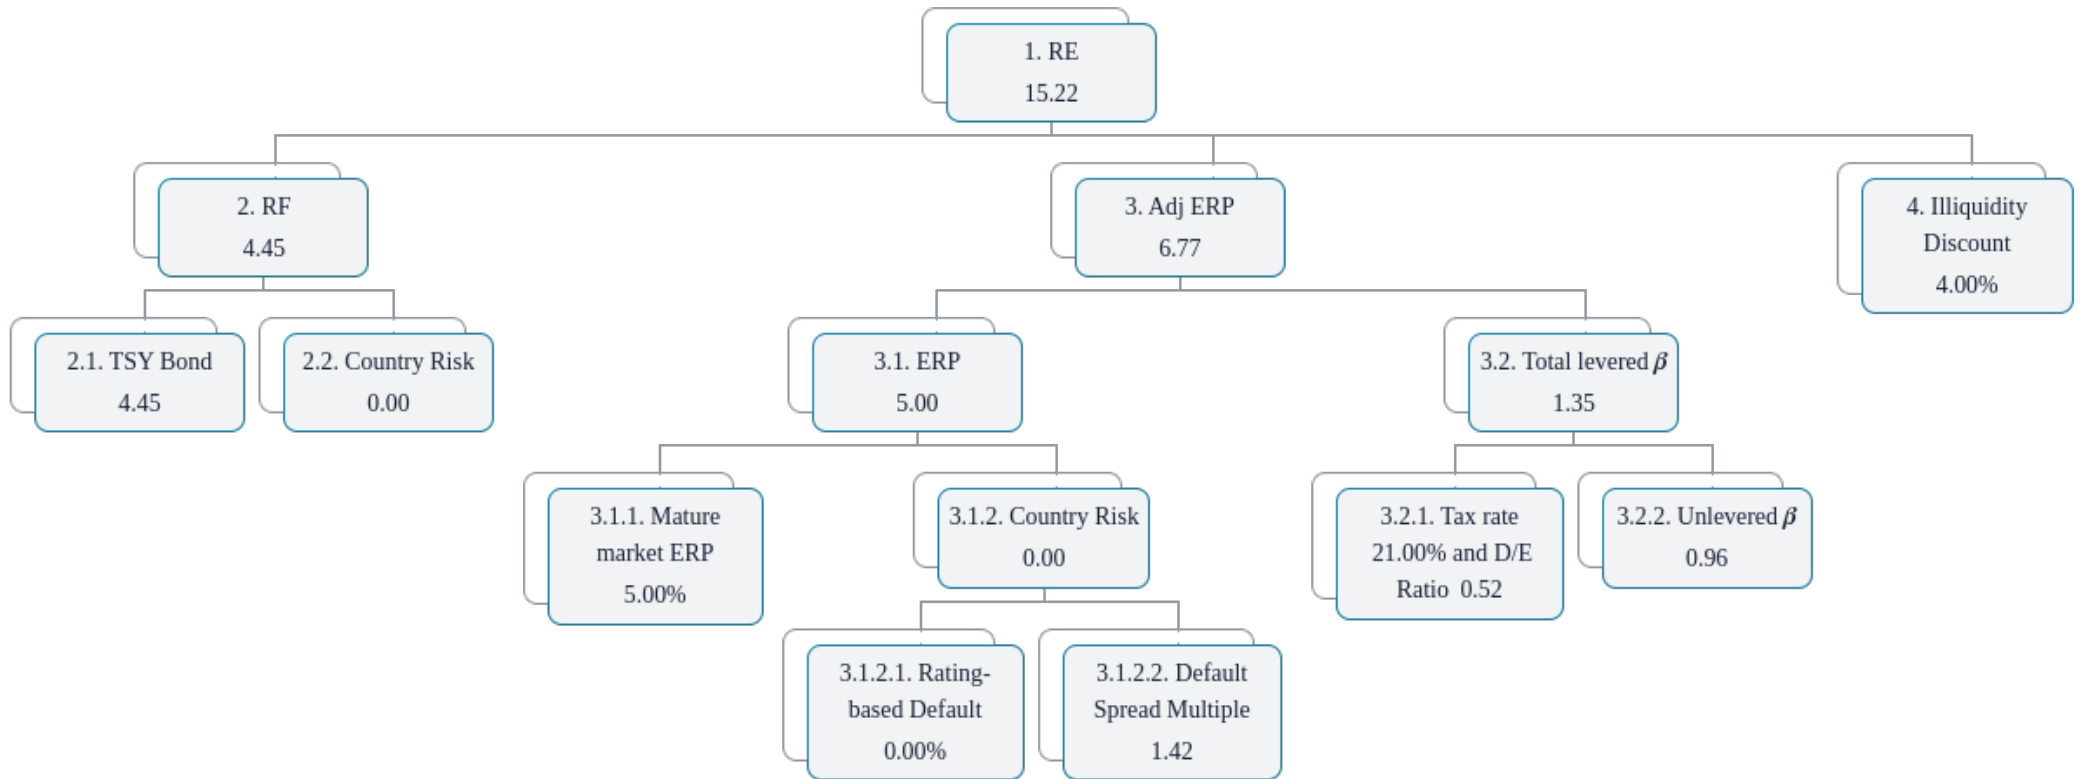 1. RE
15.22
2. RF
4.45
3. Adj ERP
6.77
4. Illiquidity
Discount
4.00%
2.1. TSY Bond
4.45
2.2. Country Risk
0.00
3.1. ERP
5.00
3.2. Total levered β
1.35
3.1.1. Mature
market ERP
5.00%
3.1.2. Country Risk
0.00
3.2.1. Tax rate
21.00% and D/E
Ratio 0.52
3.2.2. Unlevered β
0.96
3.1.2.1. Rating-
based Default
0.00%
3.1.2.2. Default
Spread Multiple
1.42